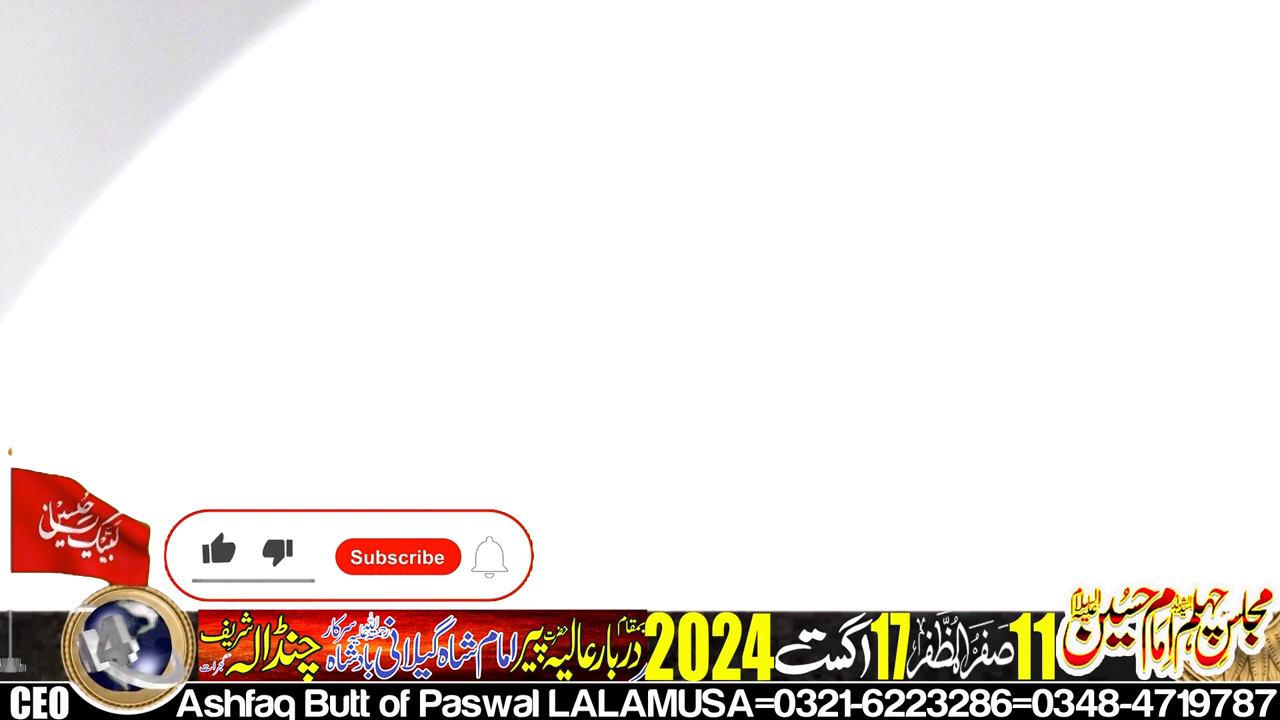 لبیک یا حسین
Subscribe
مجلس چہلم امام حسین علیہ السلام
11 صفر المظفر 17 اگست 2024
بمقام دربار عالیہ حضرت پیر امام شاہ گیلانی بادشاہ سرکار چنڈالہ شریف گجرات
CEO Ashfaq Butt of Paswal LALAMUSA=0321-6223286=0348-4719787